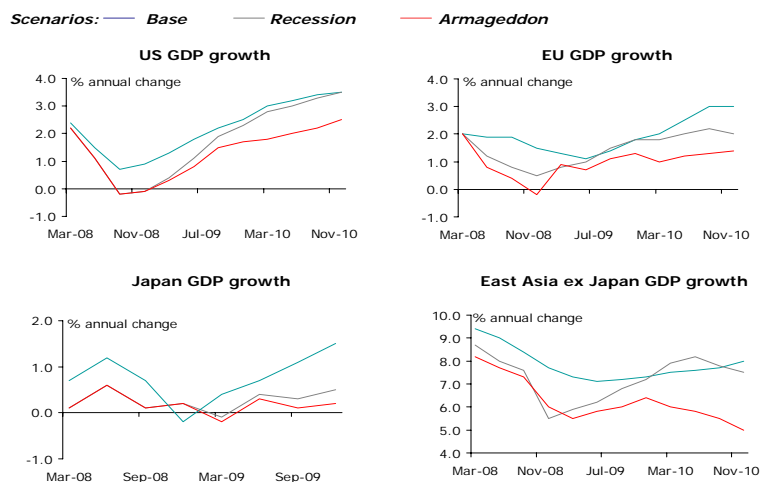 Scenarios: Base Recession Armageddon
US GDP growth
% annual change
4.0
3.0
2.0
1.0
0.0
-1.0
Mar-08 Nov-08 Jul-09 Mar-10 Nov-10
EU GDP growth
% annual change
4.0
3.0
2.0
1.0
0.0
-1.0
Mar-08 Nov-08 Jul-09 Mar-10 Nov-10
Japan GDP growth
% annual change
2.0
1.0
0.0
-1.0
Mar-08 Sep-08 Mar-09 Sep-09
East Asia ex Japan GDP growth
% annual change
10.0
9.0
8.0
7.0
6.0
5.0
4.0
Mar-08 Nov-08 Jul-09 Mar-10 Nov-10